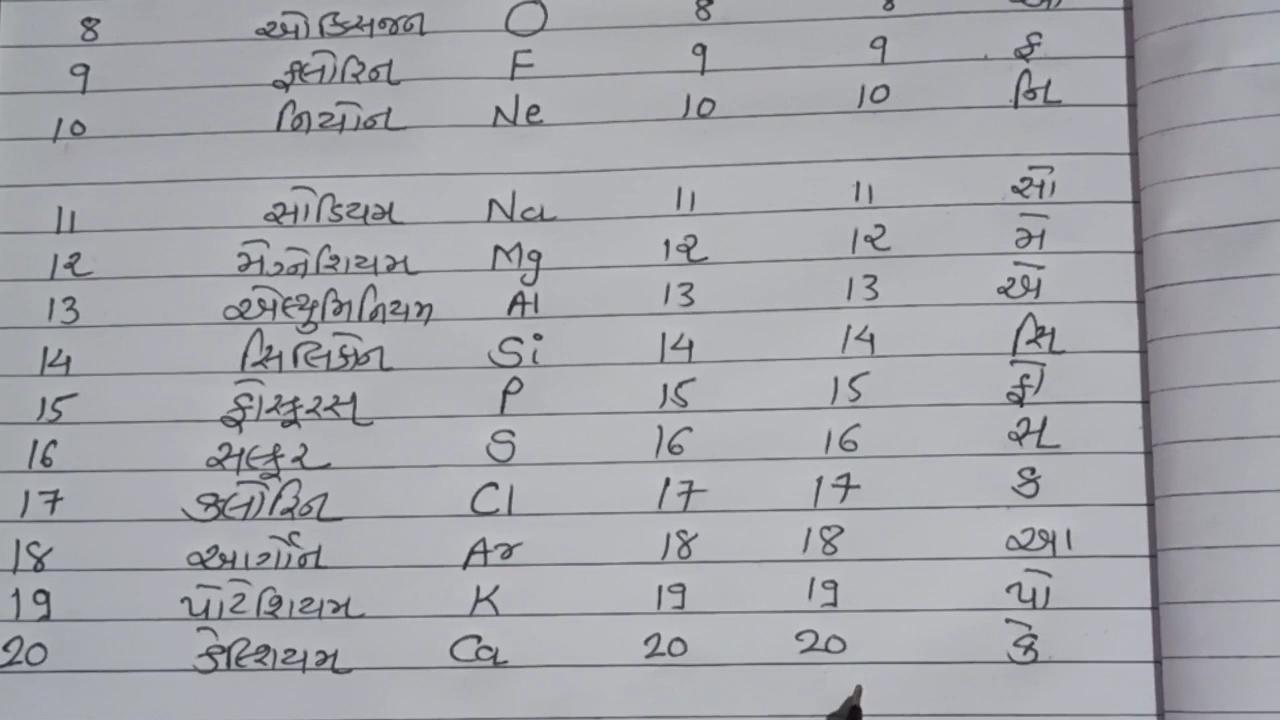 8 ઓક્સિજન O 8 8
9 ફ્લોરિન F 9 9 ફ
10 નિયોન Ne 10 10 નિ
11 સોડિયમ Na 11 11 સો
12 મેગ્નેશિયમ Mg 12 12 મે
13 એલ્યુમિનિયમ Al 13 13 એ
14 સિલિકોન Si 14 14 સિ
15 ફોસ્ફરસ P 15 15 ફો
16 સલ્ફર S 16 16 સ
17 ક્લોરિન Cl 17 17 ક
18 આર્ગોન Ar 18 18 આ
19 પોટેશિયમ K 19 19 પો
20 કેલ્શિયમ Ca 20 20 કે